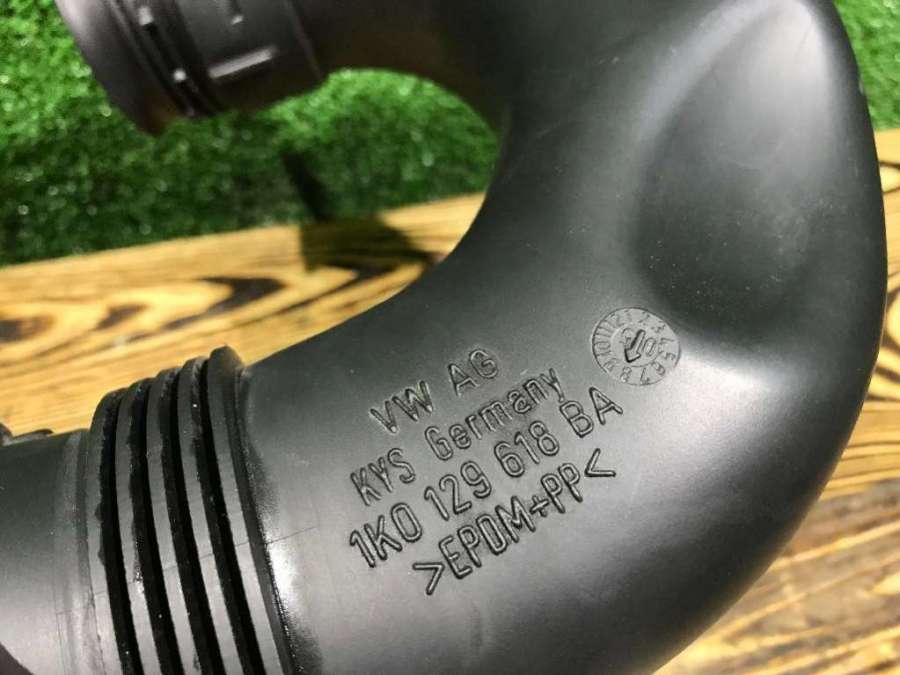 VW AG
KYS Germany
1K0 129 618 BA
>EPDM+PP<